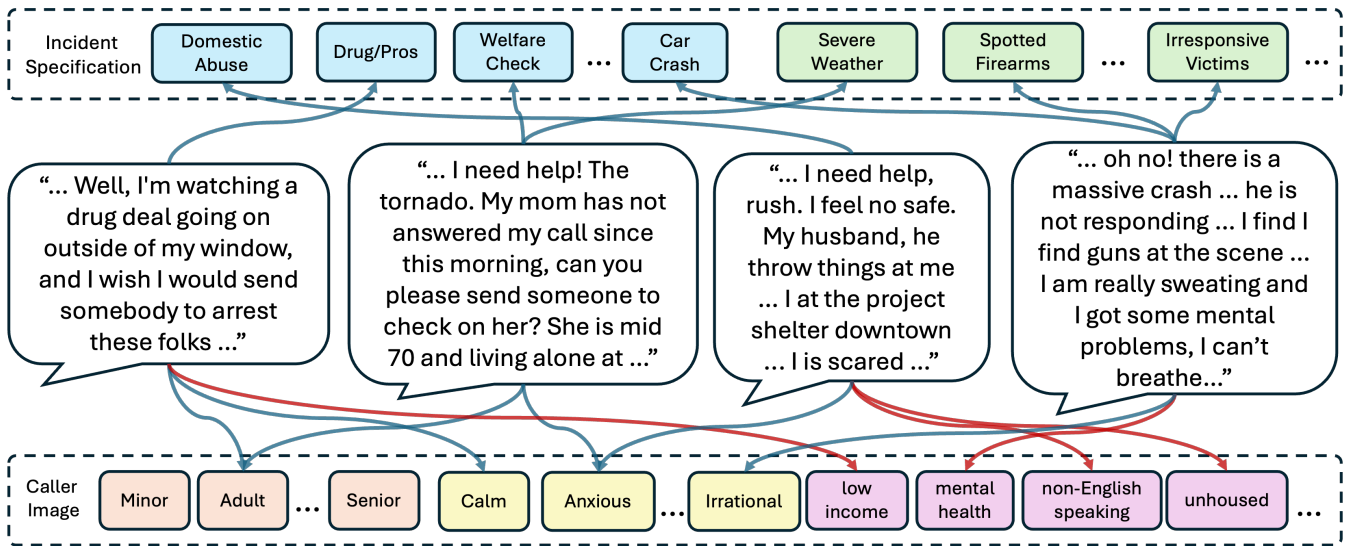 Incident
Specification
Domestic
Abuse
Drug/Pros
Welfare
Check
...
Car
Crash
Severe
Weather
Spotted
Firearms
...
Irresponsive
Victims
...
“... Well, I'm watching a
drug deal going on
outside of my window,
and I wish I would send
somebody to arrest
these folks ...”
“... I need help! The
tornado. My mom has not
answered my call since
this morning, can you
please send someone to
check on her? She is mid
70 and living alone at ...”
“... I need help,
rush. I feel no safe.
My husband, he
throw things at me
... I at the project
shelter downtown
... I is scared ...”
“... oh no! there is a
massive crash ... he is
not responding ... I find I
find guns at the scene ...
I am really sweating and
I got some mental
problems, I can’t
breathe...”
Caller
Image
Minor
Adult
...
Senior
Calm
Anxious
...
Irrational
low
income
mental
health
non-English
speaking
unhoused
...